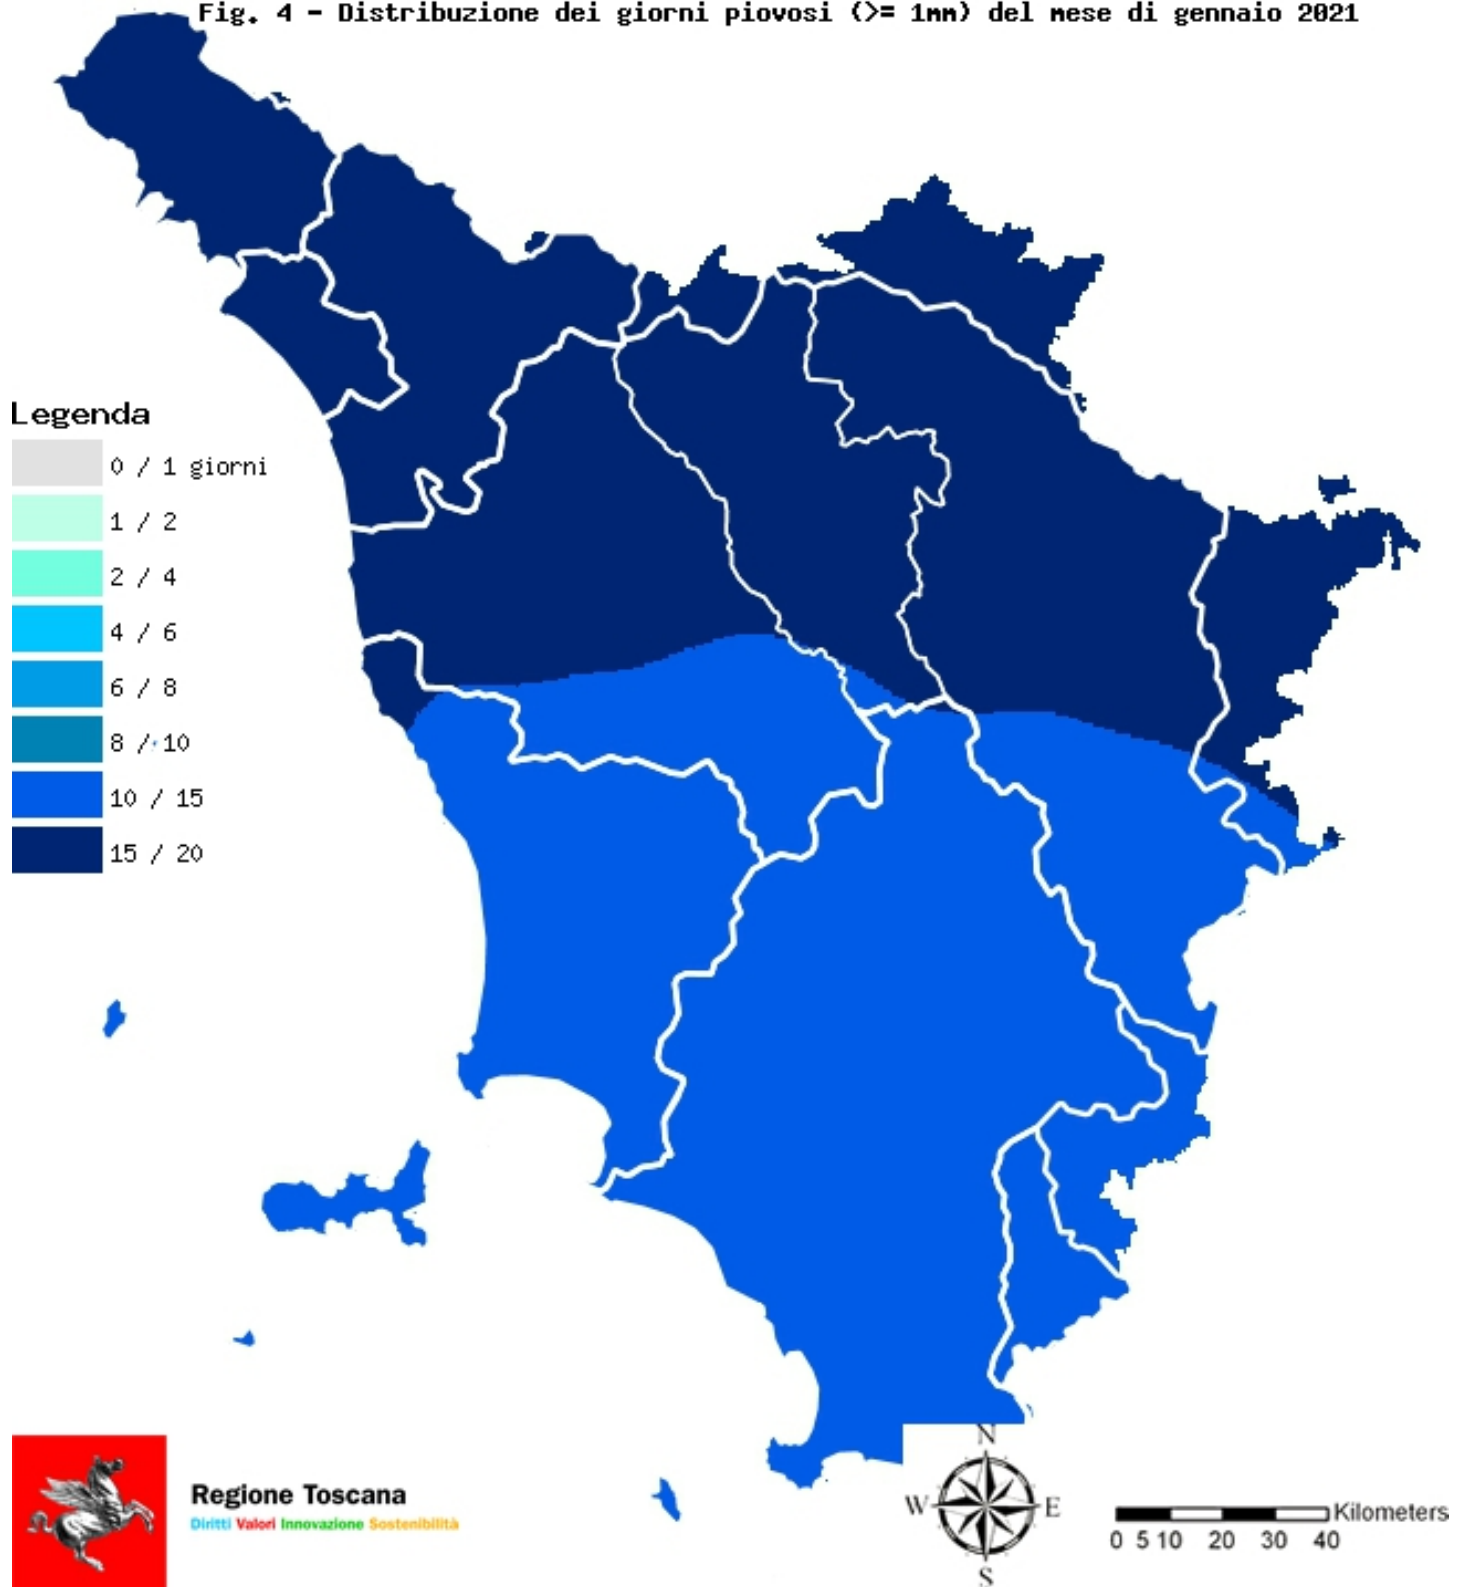 Fig. 4 - Distribuzione dei giorni piovosi (>= 1mm) del mese di gennaio 2021
Legenda
0 / 1 giorni
1 / 2
2 / 4
4 / 6
6 / 8
8 / 10
10 / 15
15 / 20
Regione Toscana
Diritti Valori Innovazione Sostenibilità
N
W E
S
Kilometers
0 5 10 20 30 40